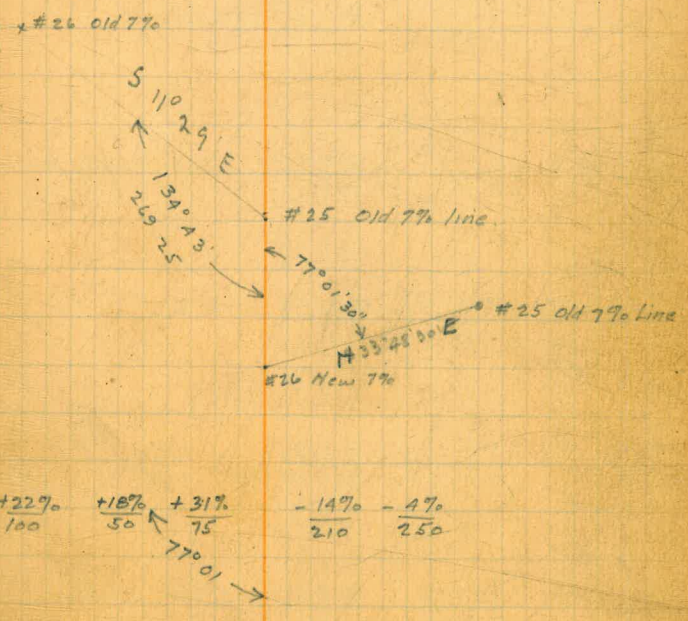 #26 Old 7%
S 11° 29' E
134° 43'
269 25
#25 Old 7% line
77° 01' 30"
#25 Old 7% Line
N 33° 48' 30 E
#26 New 7%
+22% +18% +31% - 14% - 4%
100 50 75 210 250
77° 01